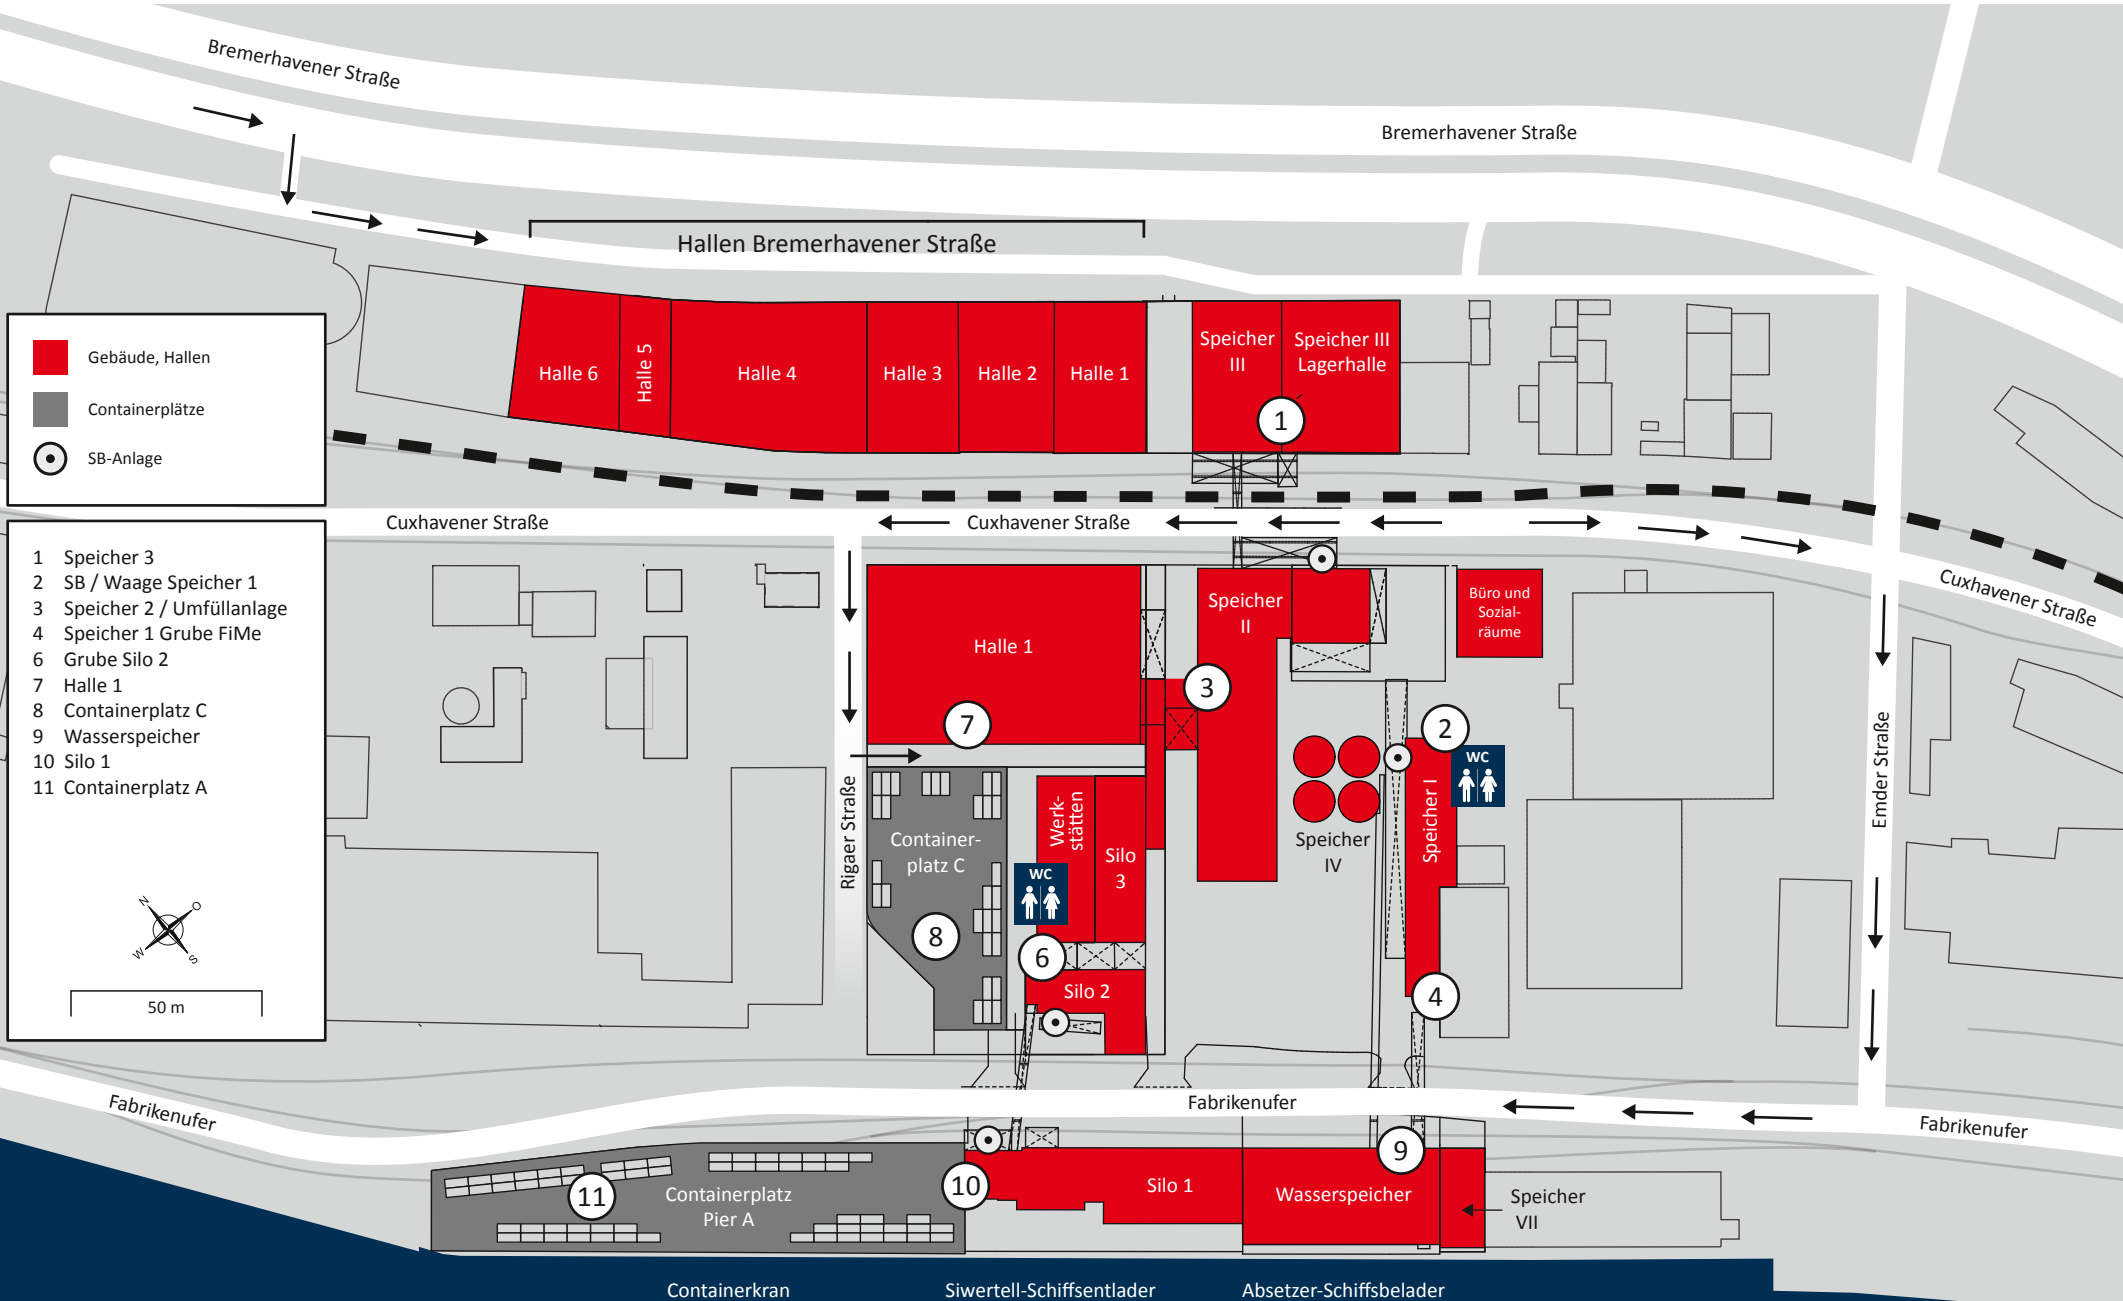 Bremerhavener Straße
Bremerhavener Straße
Hallen Bremerhavener Straße
Gebäude, Hallen
Containerplätze
SB-Anlage
Halle 6
Halle 5
Halle 4
Halle 3
Halle 2
Halle 1
Speicher
III
Speicher III
Lagerhalle
1
Cuxhavener Straße
Cuxhavener Straße
Cuxhavener Straße
1 Speicher 3
2 SB / Waage Speicher 1
3 Speicher 2 / Umfüllanlage
4 Speicher 1 Grube FiMe
6 Grube Silo 2
7 Halle 1
8 Containerplatz C
9 Wasserspeicher
10 Silo 1
11 Containerplatz A
N
O
W
S
50 m
Halle 1
7
Speicher
II
3
Büro und
Sozial-
räume
2
WC
Speicher I
Speicher
IV
4
Rigaer Straße
Emder Straße
Container-
platz C
8
Werk-
stätten
WC
Silo
3
6
Silo 2
Fabrikenufer
Fabrikenufer
Fabrikenufer
11
Containerplatz
Pier A
10
Silo 1
9
Wasserspeicher
Speicher
VII
Containerkran
Siwertell-Schiffsentlader
Absetzer-Schiffsbelader